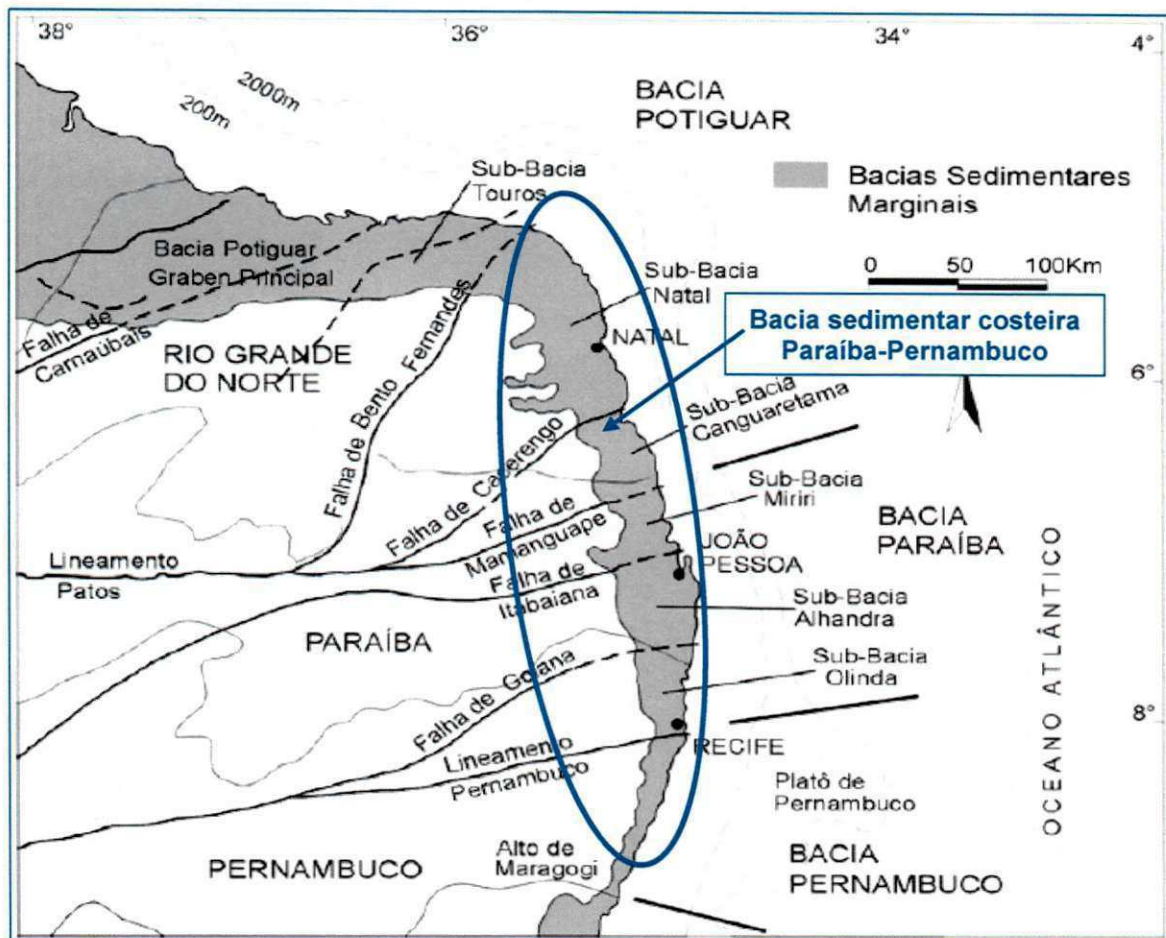 38°
36°
34°
4°
2000m
200m
BACIA
POTIGUAR
Sub-Bacia
Touros
Bacias Sedimentares
Marginais
Bacia Potiguar
Graben Principal
0 50 100Km
Sub-Bacia
Natal
NATAL
Bacia sedimentar costeira
Paraíba-Pernambuco
Falha de
Carnaúbais
RIO GRANDE
DO NORTE
Falha de Bento Fernandes
6°
Sub-Bacia
Canguaretama
Falha de Cacerengo
Sub-Bacia
Miriri
Falha de
Mamanguape
BACIA
PARAÍBA
JOÃO
PESSOA
Lineamento
Patos
Falha de
Itabaiana
Sub-Bacia
Alhandra
PARAÍBA
Sub-Bacia
Olinda
Falha de Goiana
OCEANO ATLÂNTICO
8°
RECIFE
Lineamento
Pernambuco
Platô de
Pernambuco
Alto de
Maragogi
PERNAMBUCO
BACIA
PERNAMBUCO